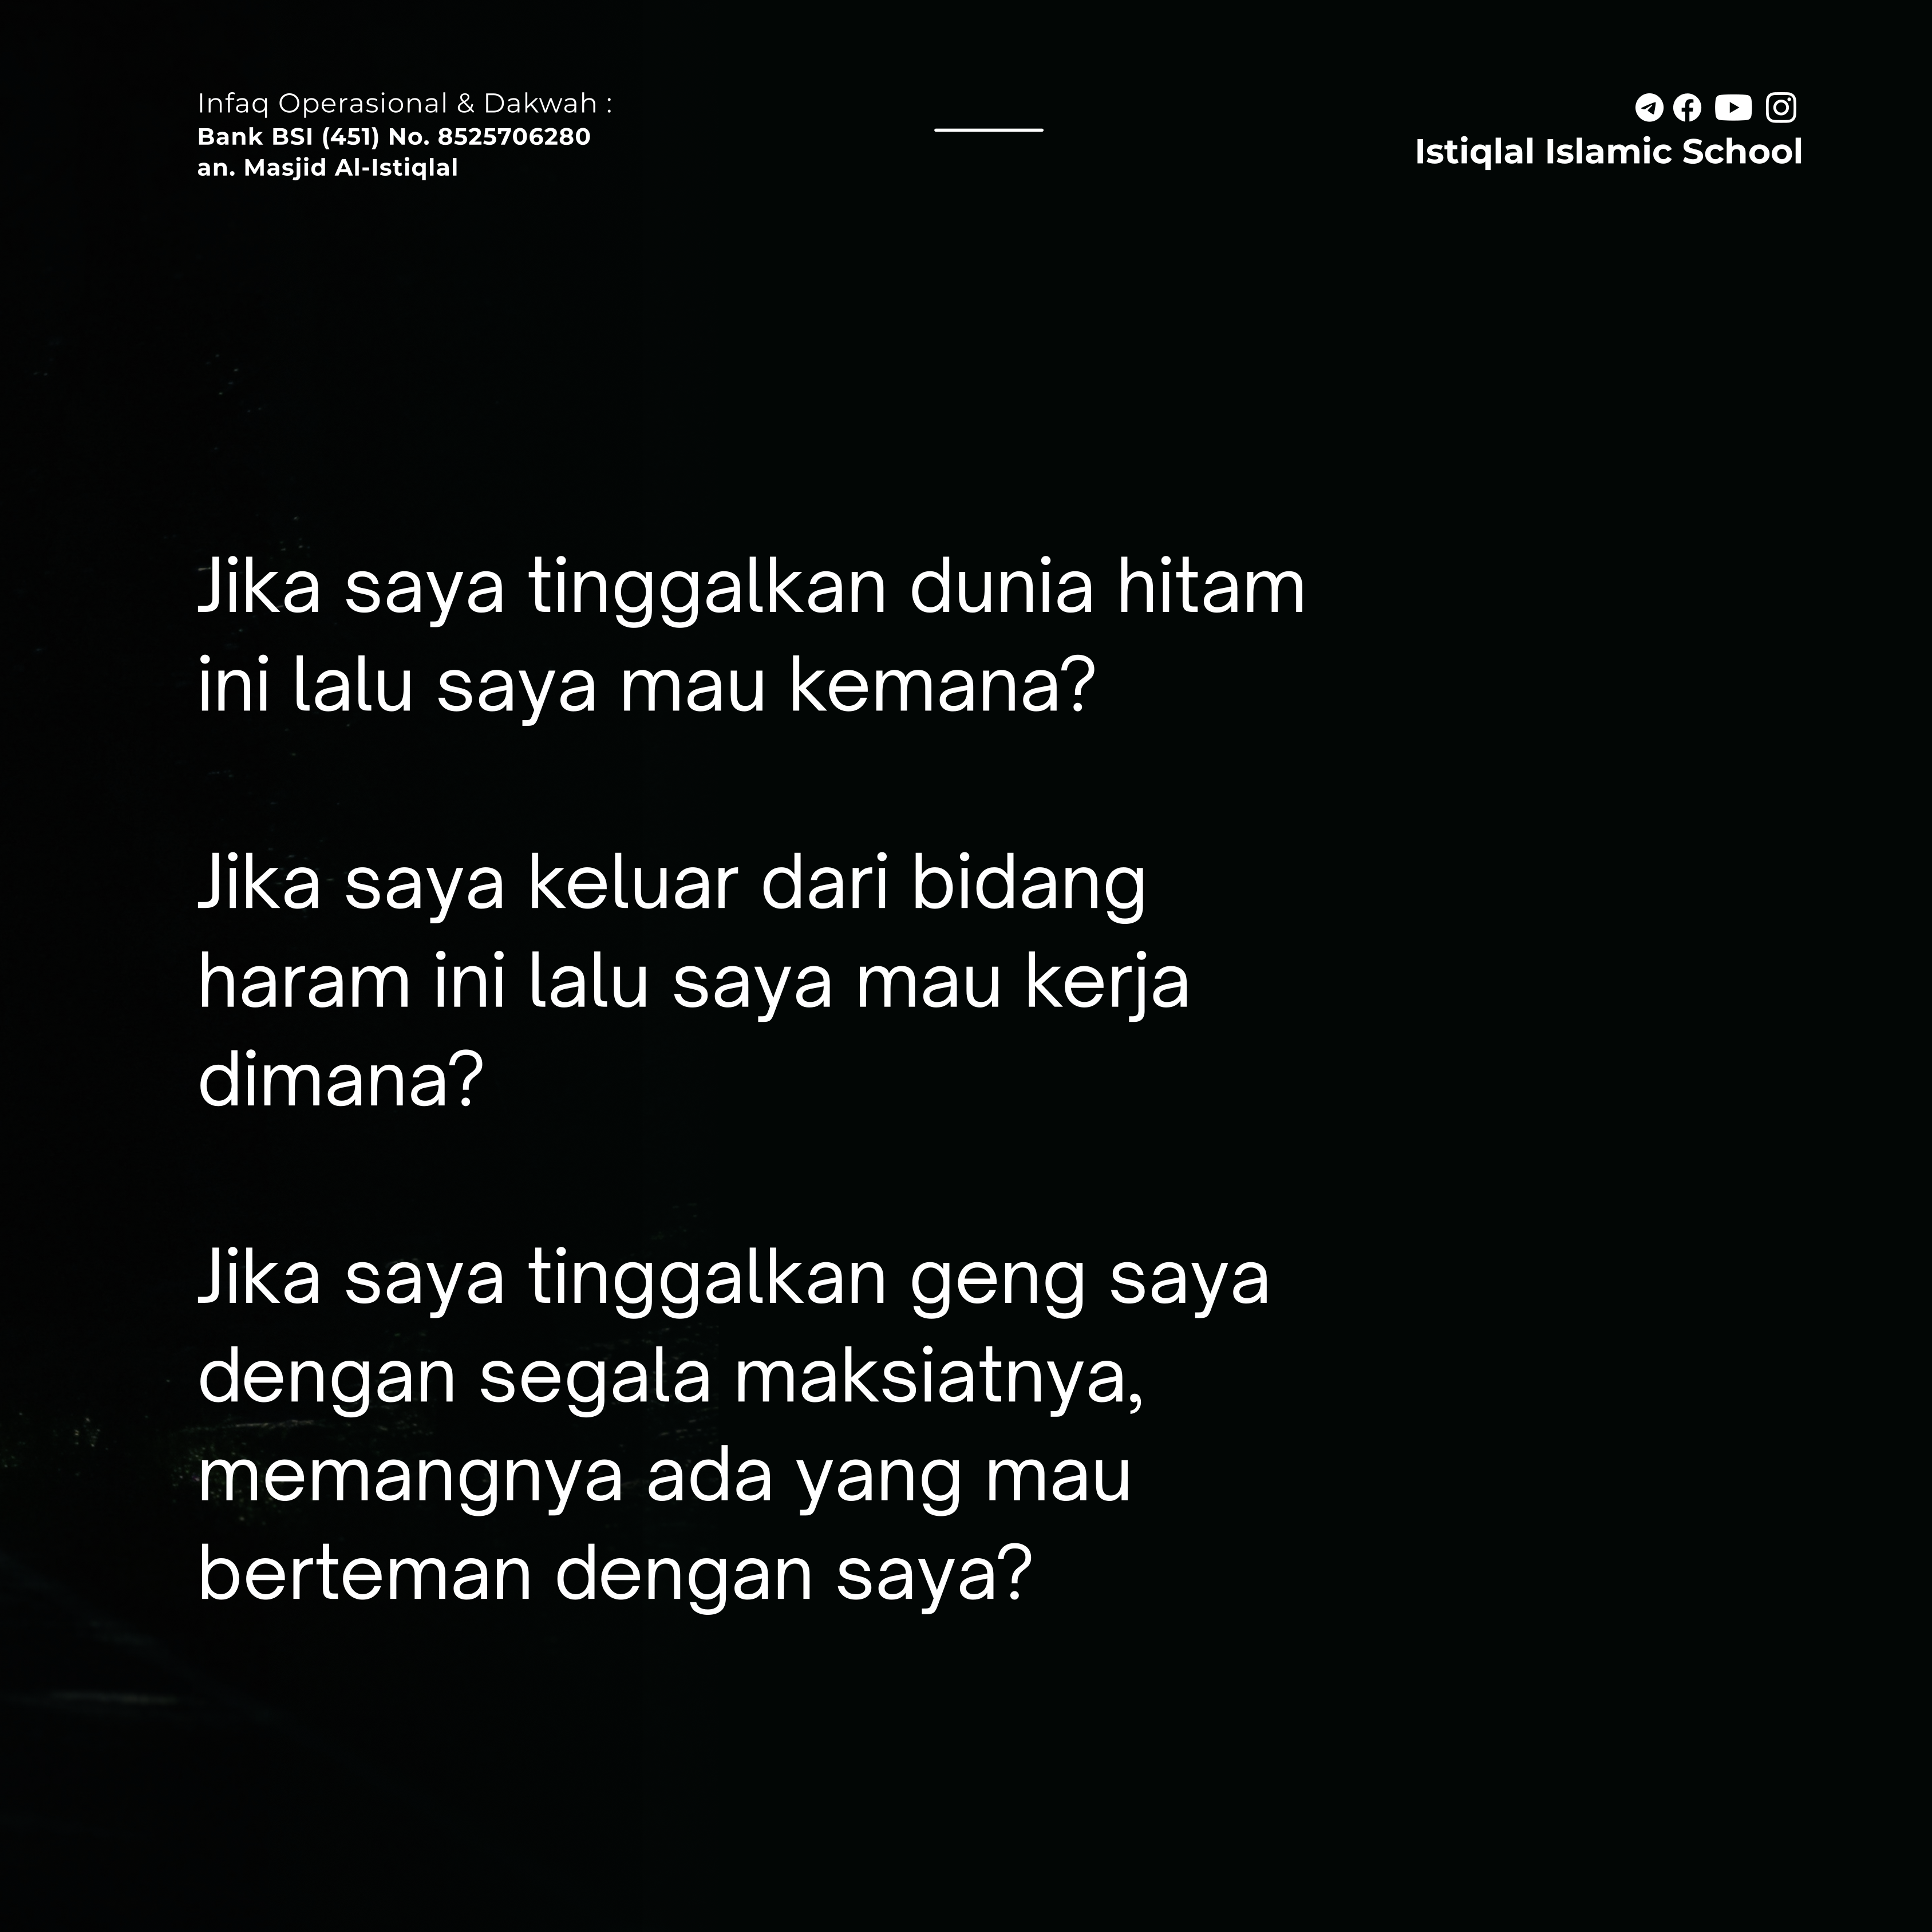 Infaq Operasional & Dakwah :
Bank BSI (451) No. 8525706280
an. Masjid Al-Istiqlal
Istiqlal Islamic School
Jika saya tinggalkan dunia hitam
ini lalu saya mau kemana?
Jika saya keluar dari bidang
haram ini lalu saya mau kerja
dimana?
Jika saya tinggalkan geng saya
dengan segala maksiatnya,
memangnya ada yang mau
berteman dengan saya?